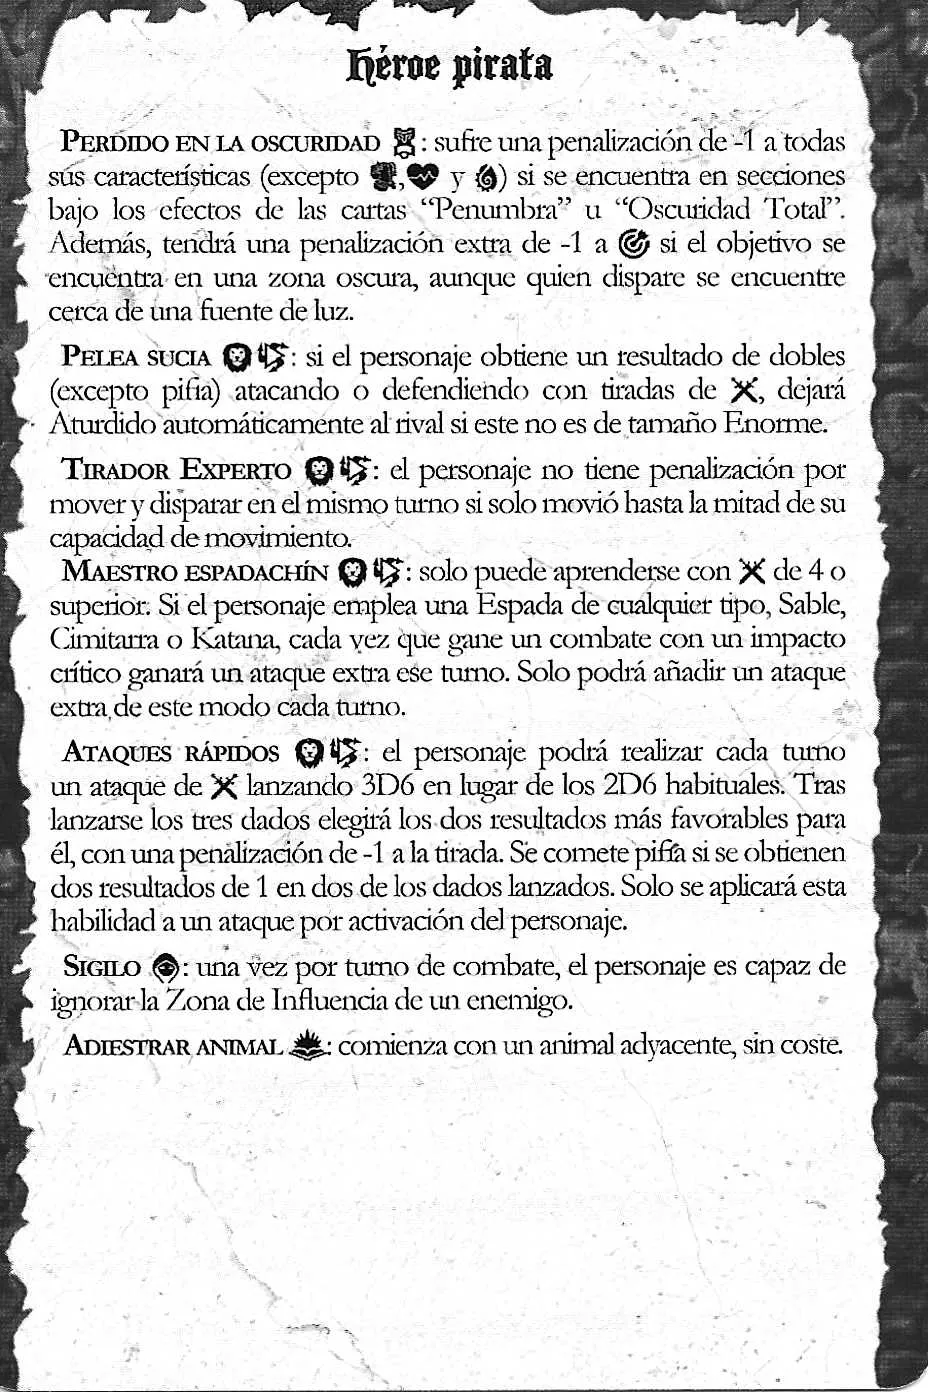 Héroe pirata
PERDIDO EN LA OSCURIDAD : sufre una penalización de -1 a todas
sus características (excepto , y ) si se encuentra en secciones
bajo los efectos de las cartas “Penumbra” u “Oscuridad Total”.
Además, tendrá una penalización extra de -1 a si el objetivo se
encuentra en una zona oscura, aunque quien dispare se encuentre
cerca de una fuente de luz.
PELEA SUCIA : si el personaje obtiene un resultado de dobles
(excepto pifia) atacando o defendiendo con tiradas de , dejará
Aturdido automáticamente al rival si este no es de tamaño Enorme.
TIRADOR EXPERTO : el personaje no tiene penalización por
mover y disparar en el mismo turno si solo movió hasta la mitad de su
capacidad de movimiento.
MAESTRO ESPADACHÍN : solo puede aprenderse con de 4 o
superior. Si el personaje emplea una Espada de cualquier tipo, Sable,
Cimitarra o Katana, cada vez que gane un combate con un impacto
crítico ganará un ataque extra ese turno. Solo podrá añadir un ataque
extra de este modo cada turno.
ATAQUES RÁPIDOS : el personaje podrá realizar cada turno
un ataque de lanzando 3D6 en lugar de los 2D6 habituales. Tras
lanzarse los tres dados elegirá los dos resultados más favorables para
él, con una penalización de -1 a la tirada. Se comete pifia si se obtienen
dos resultados de 1 en dos de los dados lanzados. Solo se aplicará esta
habilidad a un ataque por activación del personaje.
SIGILO : una vez por turno de combate, el personaje es capaz de
ignorar la Zona de Influencia de un enemigo.
ADIESTRAR ANIMAL : comienza con un animal adyacente, sin coste.